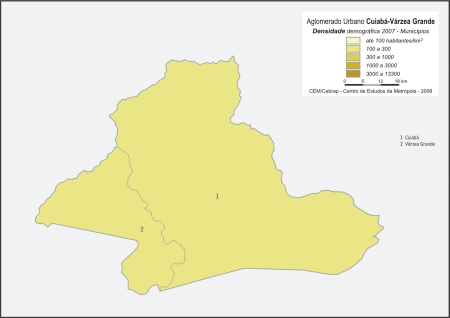 Aglomerado Urbano Cuiabá-Várzea Grande
Densidade demográfica 2007 - Municípios
até 100 habitantes/km²
100 a 300
300 a 1000
1000 a 3000
3000 a 13300
0 6 12 18 km
CEM/Cebrap - Centro de Estudos da Metrópole - 2008
1 Cuiabá
2 Várzea Grande
1
2